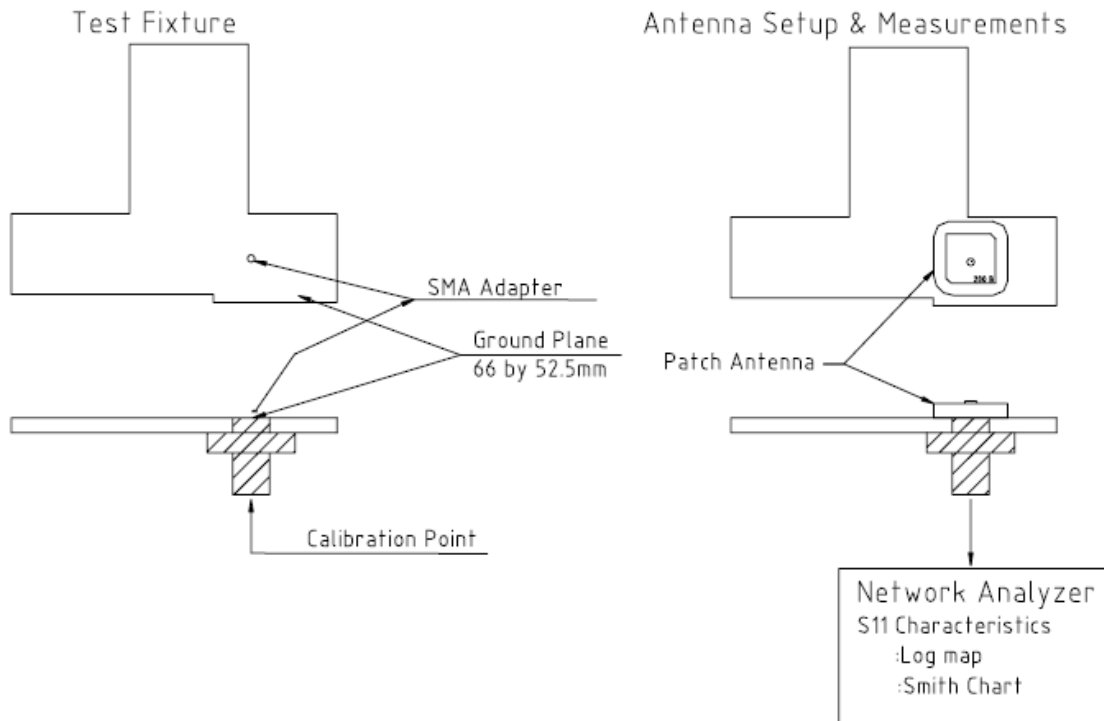 Test Fixture
Antenna Setup & Measurements
SMA Adapter
Ground Plane
66 by 52.5mm
Patch Antenna
Calibration Point
Network Analyzer
S11 Characteristics
:Log map
:Smith Chart